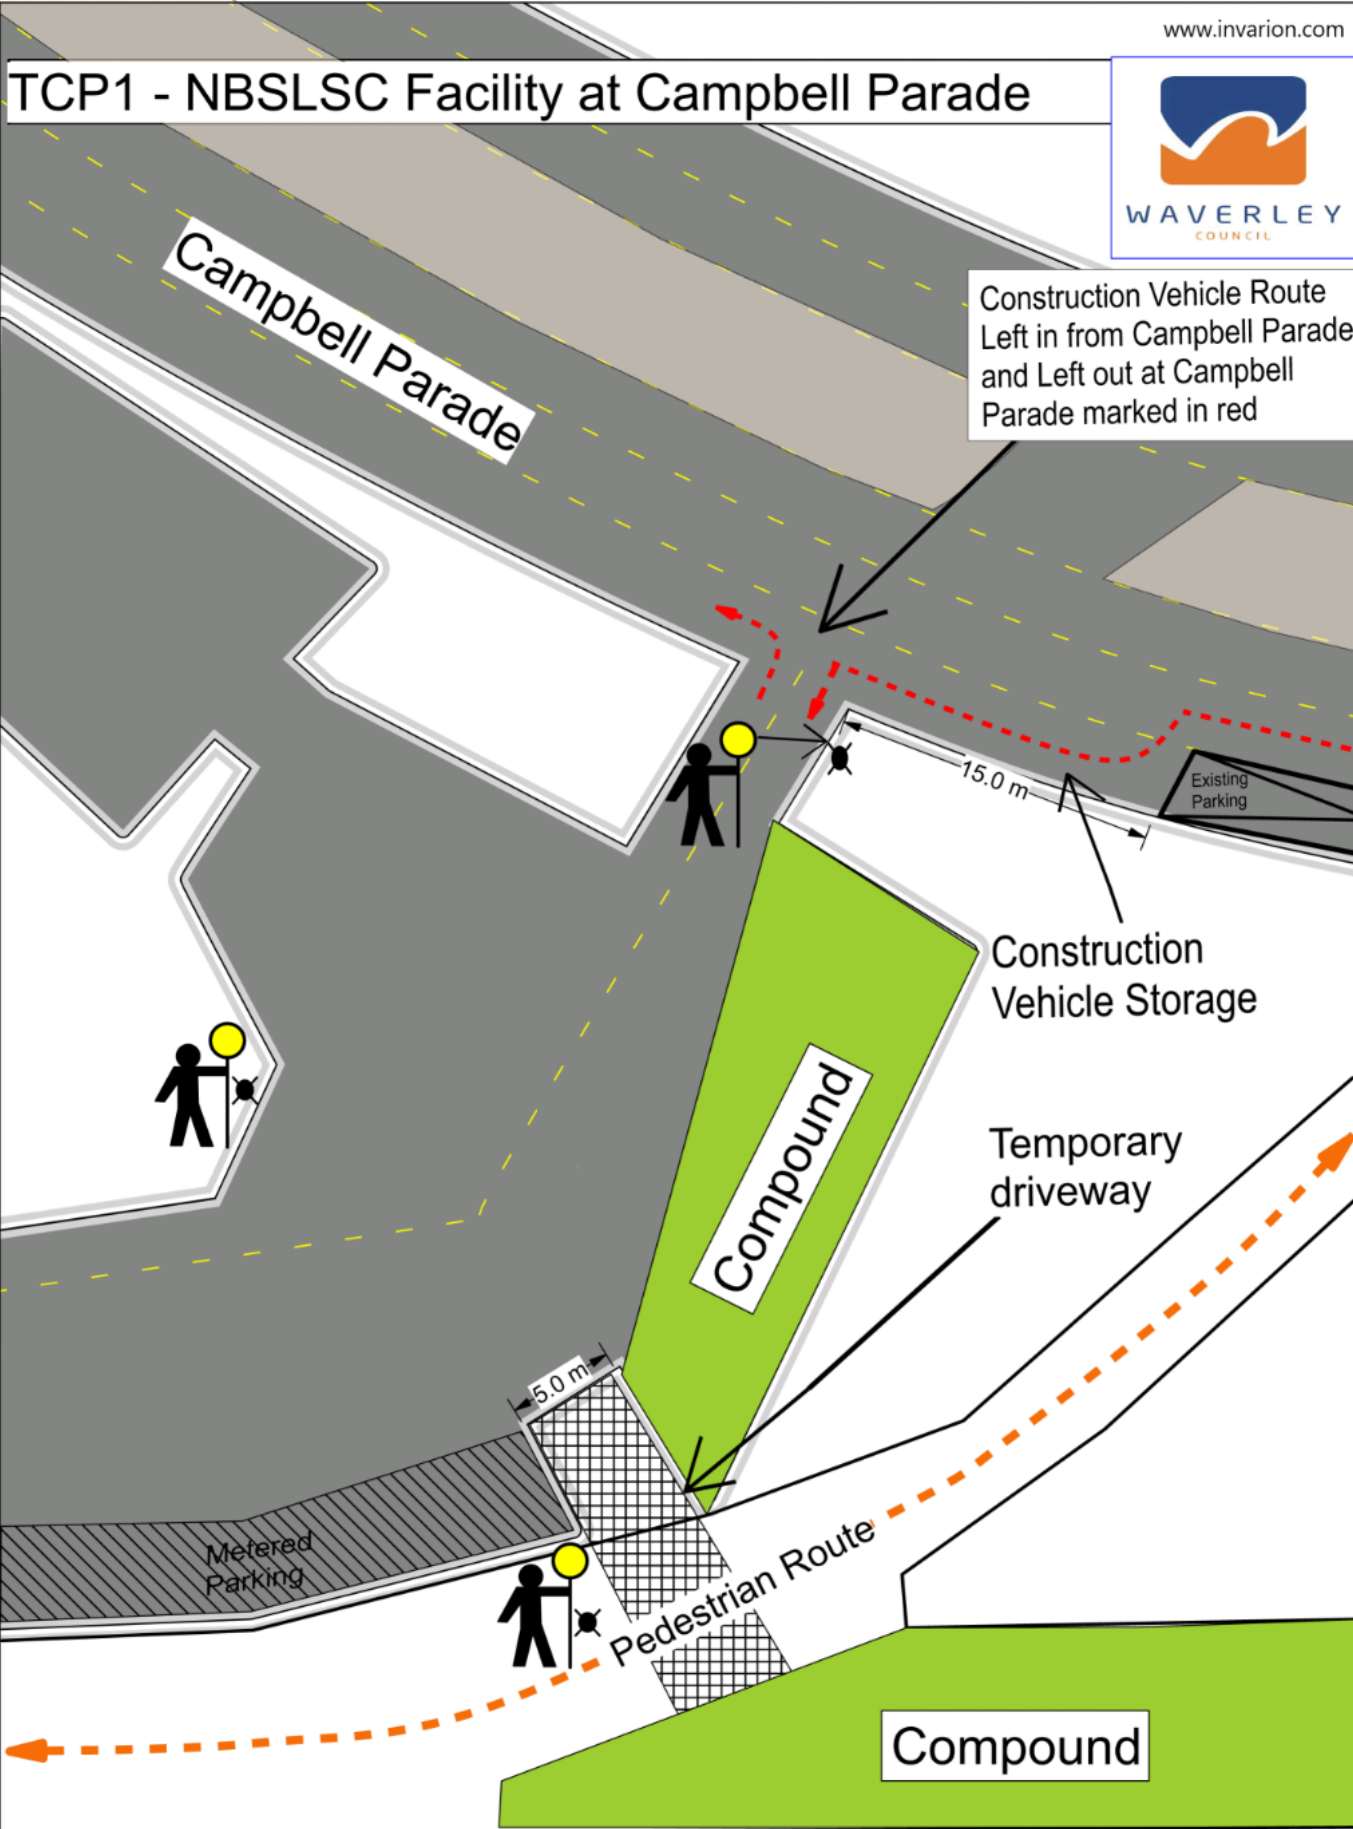 www.invarion.com
TCP1 - NBSLSC Facility at Campbell Parade
WAVERLEY
COUNCIL
Campbell Parade
Construction Vehicle Route
Left in from Campbell Parade
and Left out at Campbell
Parade marked in red
15.0 m
Existing
Parking
Construction
Vehicle Storage
Compound
Temporary
driveway
5.0 m
Metered
Parking
Pedestrian Route
Compound